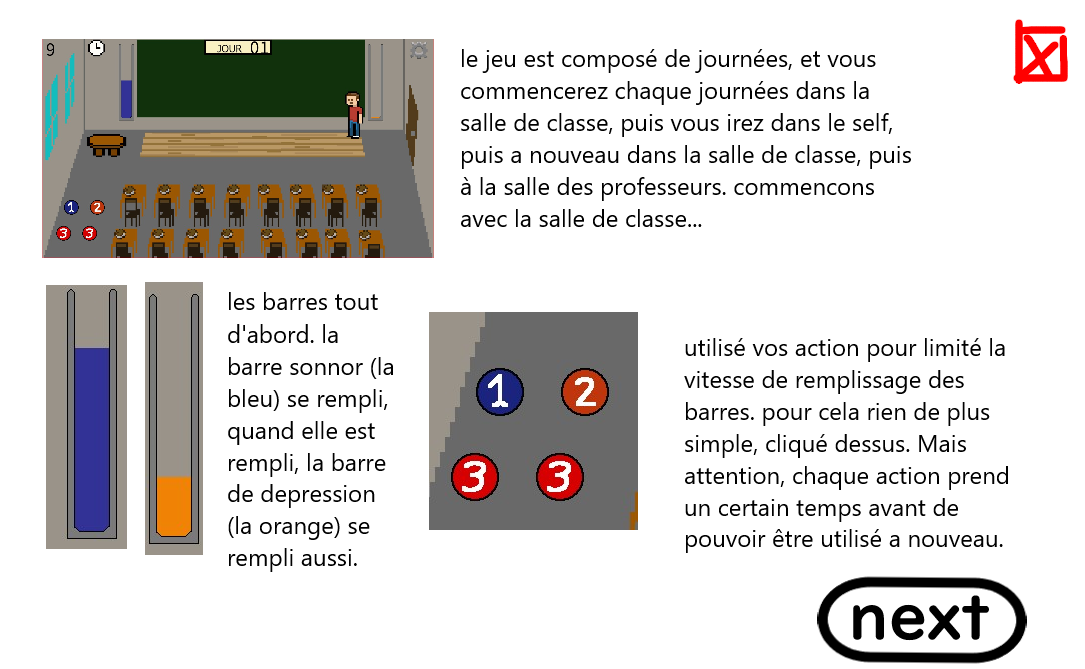 9
JOUR 01
1 2
3 3
le jeu est composé de journées, et vous
commencerez chaque journées dans la
salle de classe, puis vous irez dans le self,
puis a nouveau dans la salle de classe, puis
à la salle des professeurs. commencons
avec la salle de classe...
les barres tout
d'abord. la
barre sonnor (la
bleu) se rempli,
quand elle est
rempli, la barre
de depression
(la orange) se
rempli aussi.
1 2
3 3
utilisé vos action pour limité la
vitesse de remplissage des
barres. pour cela rien de plus
simple, cliqué dessus. Mais
attention, chaque action prend
un certain temps avant de
pouvoir être utilisé a nouveau.
next